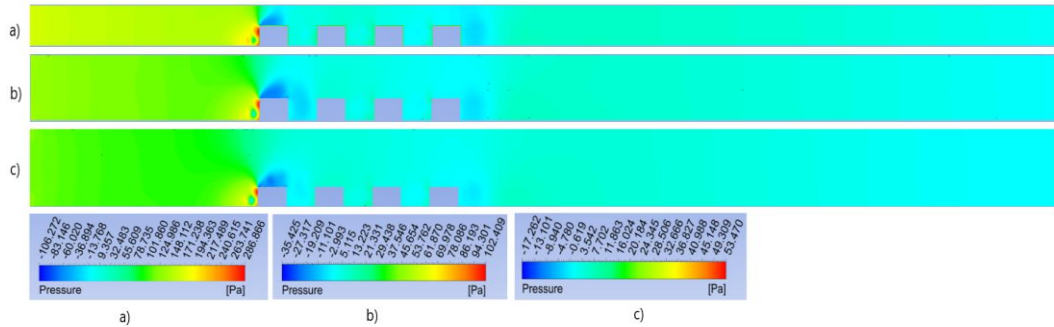 a)
b)
c)
-106.272 -83.146 -60.020 -36.894 -13.768 9.357 32.483 55.609 78.735 101.860 124.986 148.112 171.238 194.363 217.489 240.615 263.741 286.866
Pressure [Pa]
-35.425 -27.317 -19.209 -11.101 -2.993 5.115 13.223 21.331 29.438 37.546 45.654 53.762 61.870 69.978 78.086 86.193 94.301 102.409
Pressure [Pa]
-17.262 -13.101 -8.940 -4.780 -0.619 3.542 7.702 11.863 16.024 20.184 24.345 28.506 32.666 36.827 40.988 45.148 49.309 53.470
Pressure [Pa]
a)
b)
c)